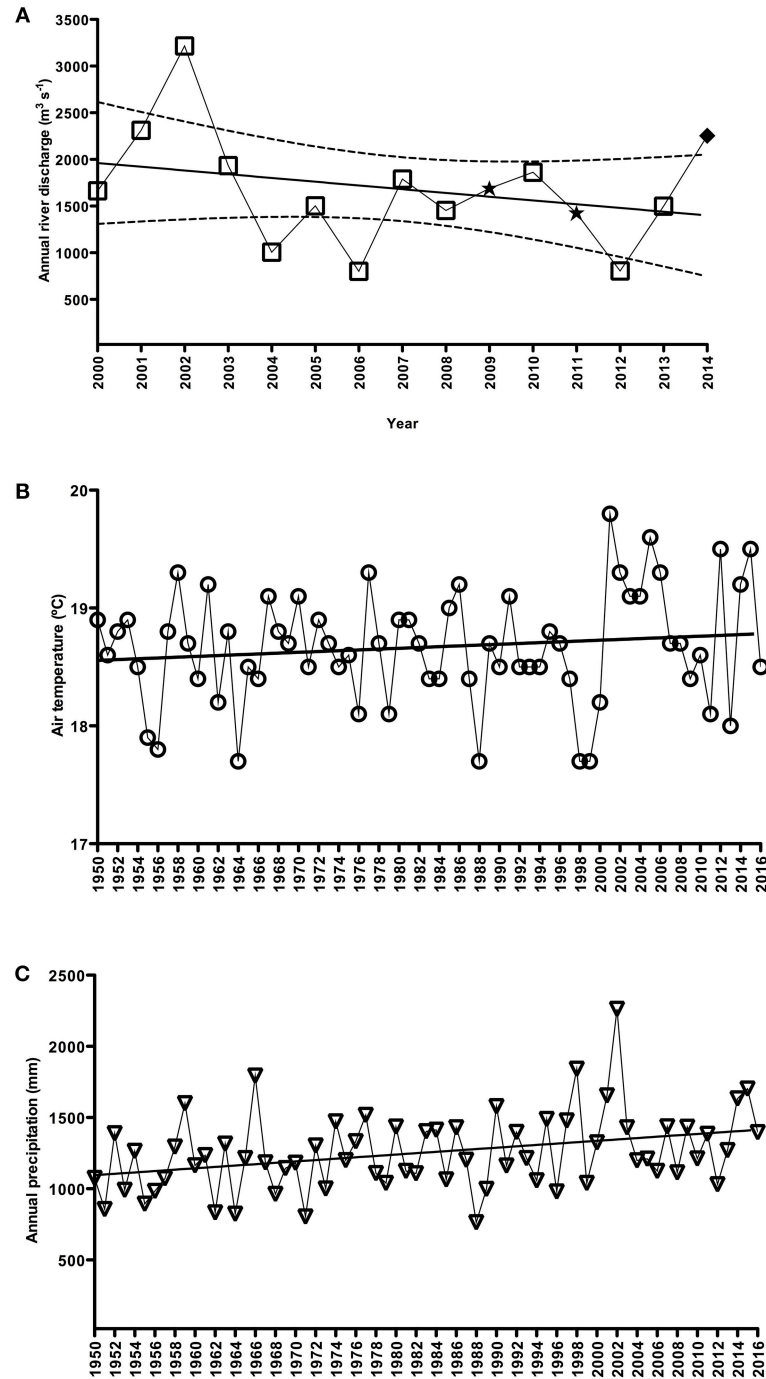 A
Annual river discharge (m³ s⁻¹)
3500
3000
2500
2000
1500
1000
500
2000 2001 2002 2003 2004 2005 2006 2007 2008 2009 2010 2011 2012 2013 2014
Year
B
Air temperature (ºC)
20
19
18
17
1950 1952 1954 1956 1958 1960 1962 1964 1966 1968 1970 1972 1974 1976 1978 1980 1982 1984 1986 1988 1990 1992 1994 1996 1998 2000 2002 2004 2006 2008 2010 2012 2014 2016
C
Annual precipitation (mm)
2500
2000
1500
1000
500
1950 1952 1954 1956 1958 1960 1962 1964 1966 1968 1970 1972 1974 1976 1978 1980 1982 1984 1986 1988 1990 1992 1994 1996 1998 2000 2002 2004 2006 2008 2010 2012 2014 2016